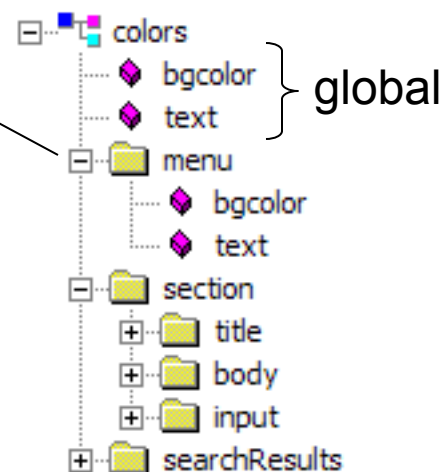 colors
bgcolor
text
global
menu
bgcolor
text
section
title
body
input
searchResults